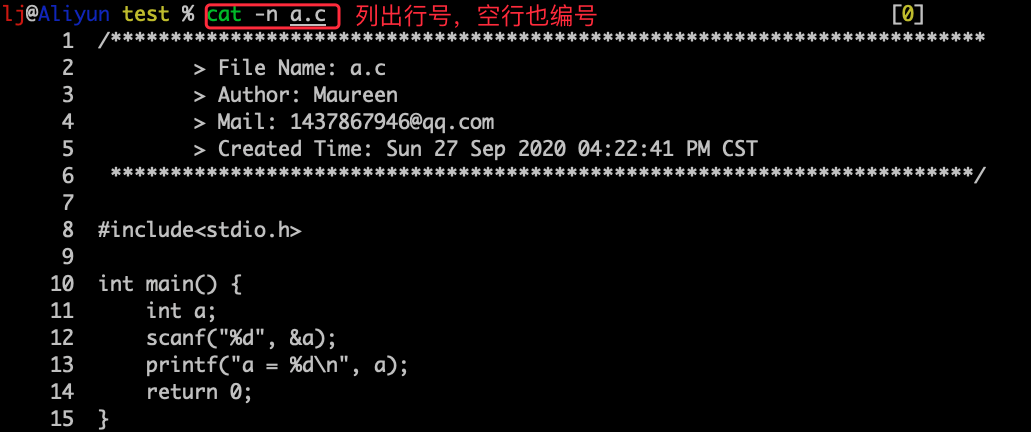 lj@Aliyun test % cat -n a.c 列出行号，空行也编号 [0]
1 /*************************************************************************
2 > File Name: a.c
3 > Author: Maureen
4 > Mail: 1437867946@qq.com
5 > Created Time: Sun 27 Sep 2020 04:22:41 PM CST
6 ************************************************************************/
7
8 #include<stdio.h>
9
10 int main() {
11 int a;
12 scanf("%d", &a);
13 printf("a = %d\n", a);
14 return 0;
15 }